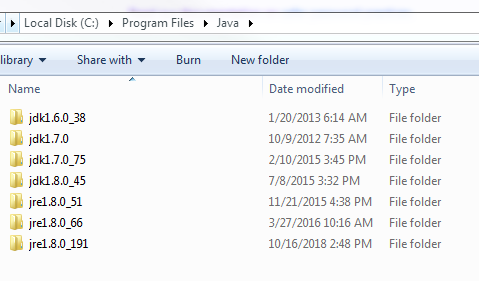 Local Disk (C:) Program Files Java
library Share with Burn New folder
Name Date modified Type
jdk1.6.0_38 1/20/2013 6:14 AM File folder
jdk1.7.0 10/9/2012 7:35 AM File folder
jdk1.7.0_75 2/10/2015 3:45 PM File folder
jdk1.8.0_45 7/8/2015 3:32 PM File folder
jre1.8.0_51 11/21/2015 4:38 PM File folder
jre1.8.0_66 3/27/2016 10:16 AM File folder
jre1.8.0_191 10/16/2018 2:48 PM File folder